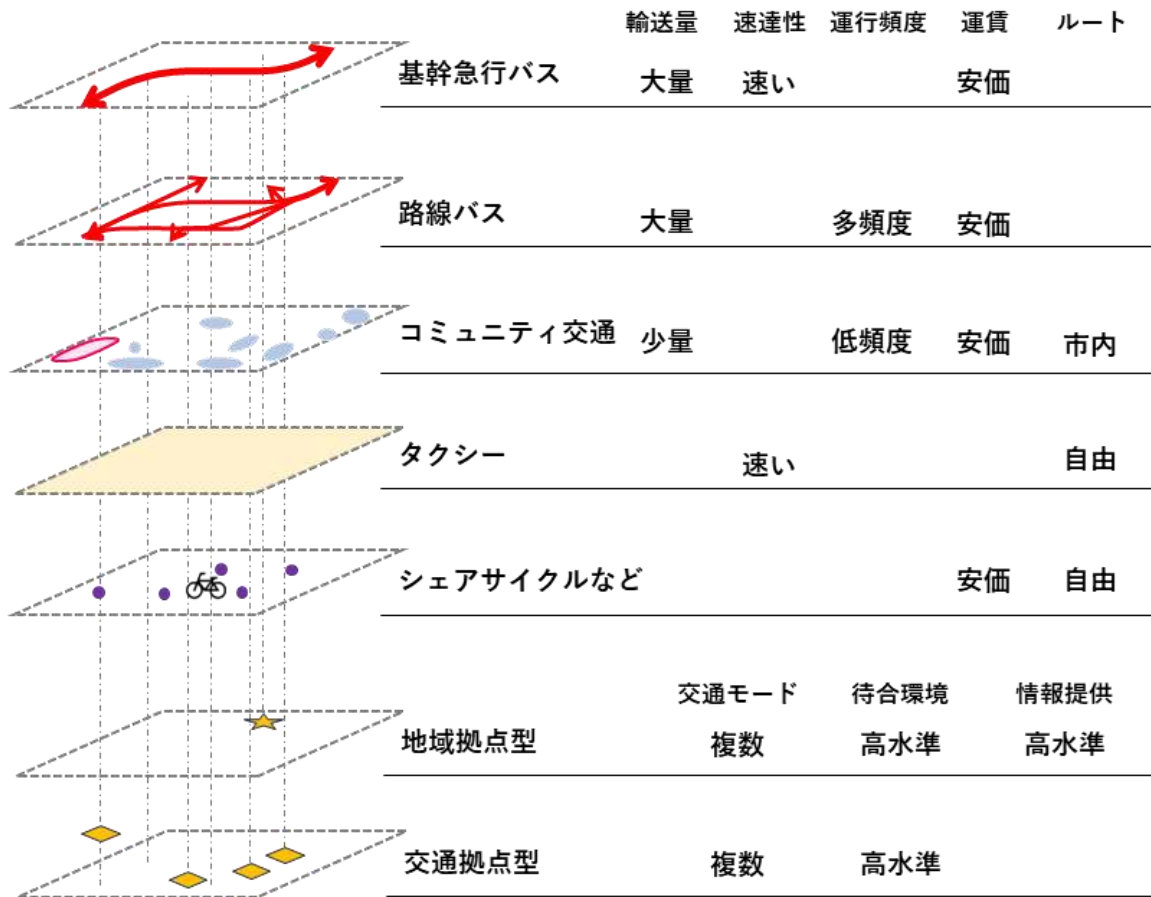 輸送量 速達性 運行頻度 運賃 ルート
基幹急行バス 大量 速い 安価
路線バス 大量 多頻度 安価
コミュニティ交通 少量 低頻度 安価 市内
タクシー 速い 自由
シェアサイクルなど 安価 自由
交通モード 待合環境 情報提供
地域拠点型 複数 高水準 高水準
交通拠点型 複数 高水準